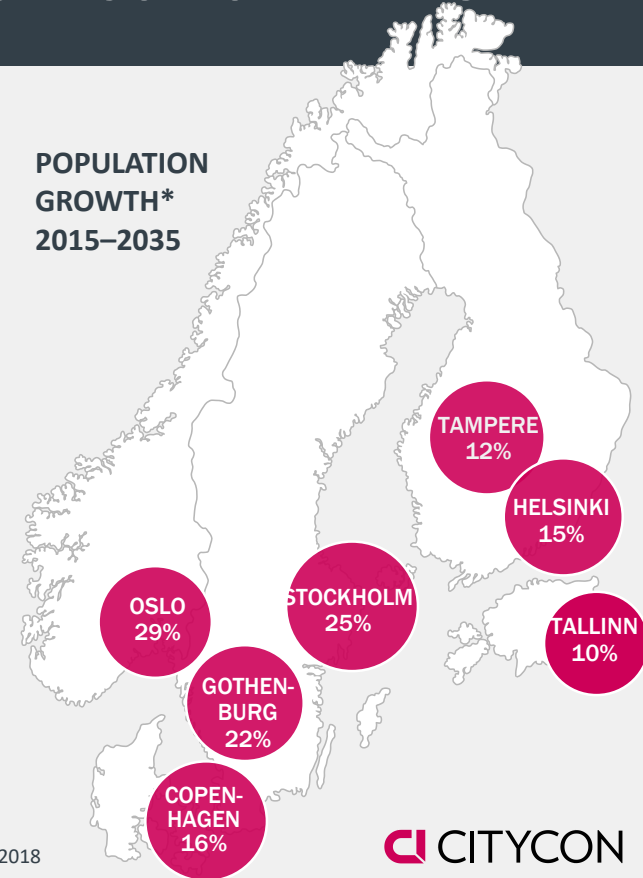 POPULATION
GROWTH*
2015–2035
TAMPERE
12%
HELSINKI
15%
OSLO
29%
STOCKHOLM
25%
TALLINN
10%
GOTHEN-
BURG
22%
COPEN-
HAGEN
16%
2018
CITYCON